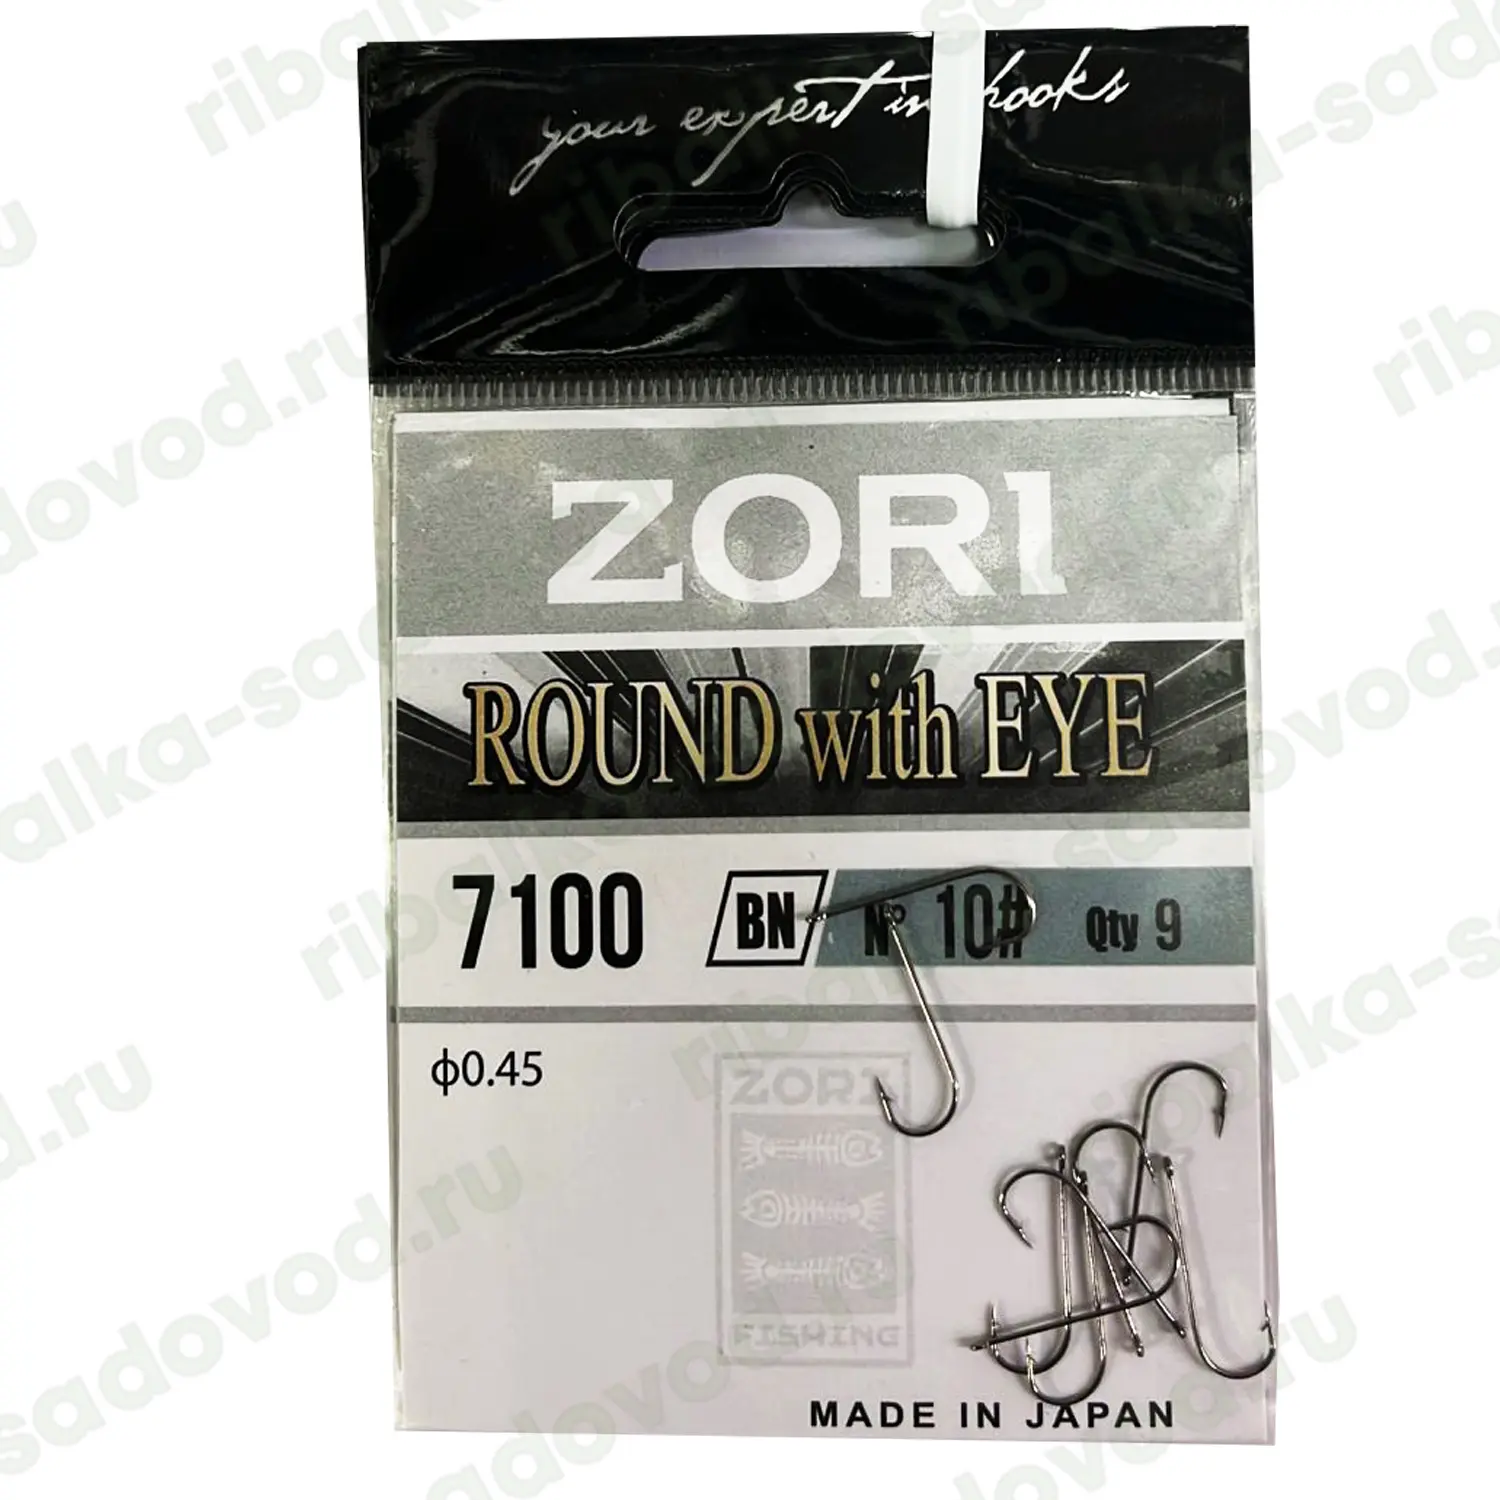 your expert in hooks
ZORI
ROUND with EYE
7100 BN № 10# Qty 9
ф0.45
ZORI
FISHING
MADE IN JAPAN
ribalka-sadovod.ru